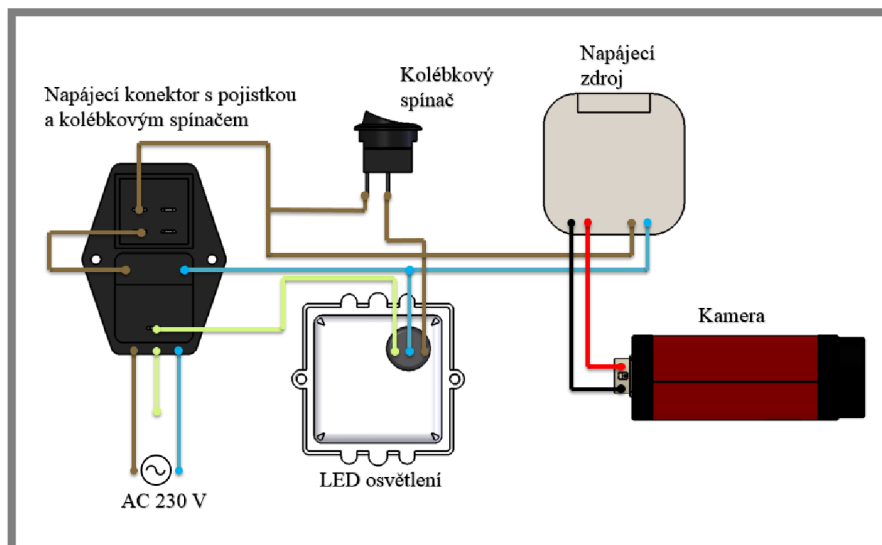 Napájecí konektor s pojistkou
a kolébkovým spínačem
Kolébkový
spínač
Napájecí
zdroj
Kamera
LED osvětlení
AC 230 V